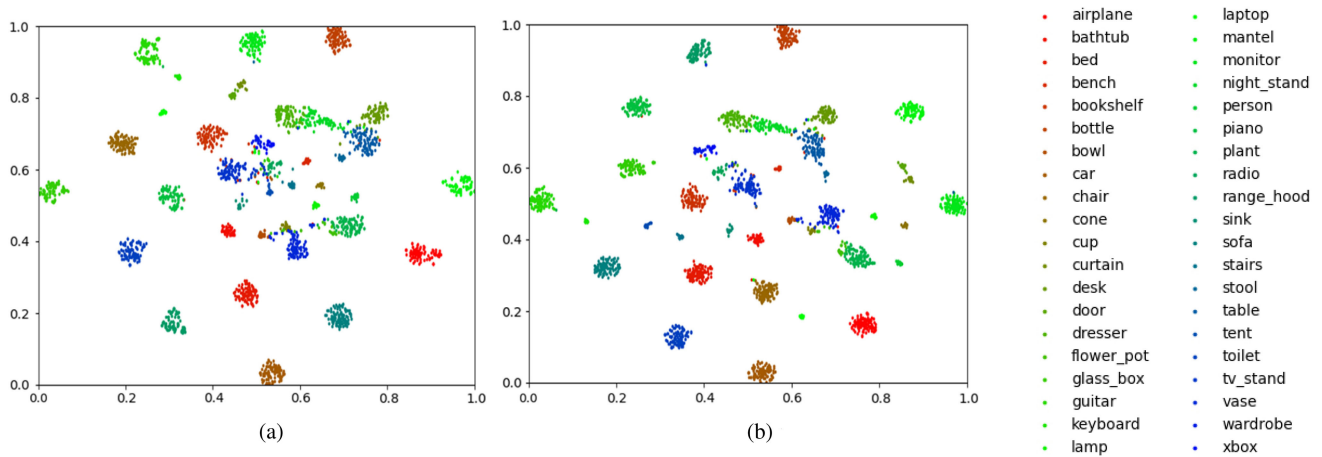 1.0
0.8
0.6
0.4
0.2
0.0
0.0 0.2 0.4 0.6 0.8 1.0
(a)
1.0
0.8
0.6
0.4
0.2
0.0
0.0 0.2 0.4 0.6 0.8 1.0
(b)
airplane
bathtub
bed
bench
bookshelf
bottle
bowl
car
chair
cone
cup
curtain
desk
door
dresser
flower_pot
glass_box
guitar
keyboard
lamp
laptop
mantel
monitor
night_stand
person
piano
plant
radio
range_hood
sink
sofa
stairs
stool
table
tent
toilet
tv_stand
vase
wardrobe
xbox